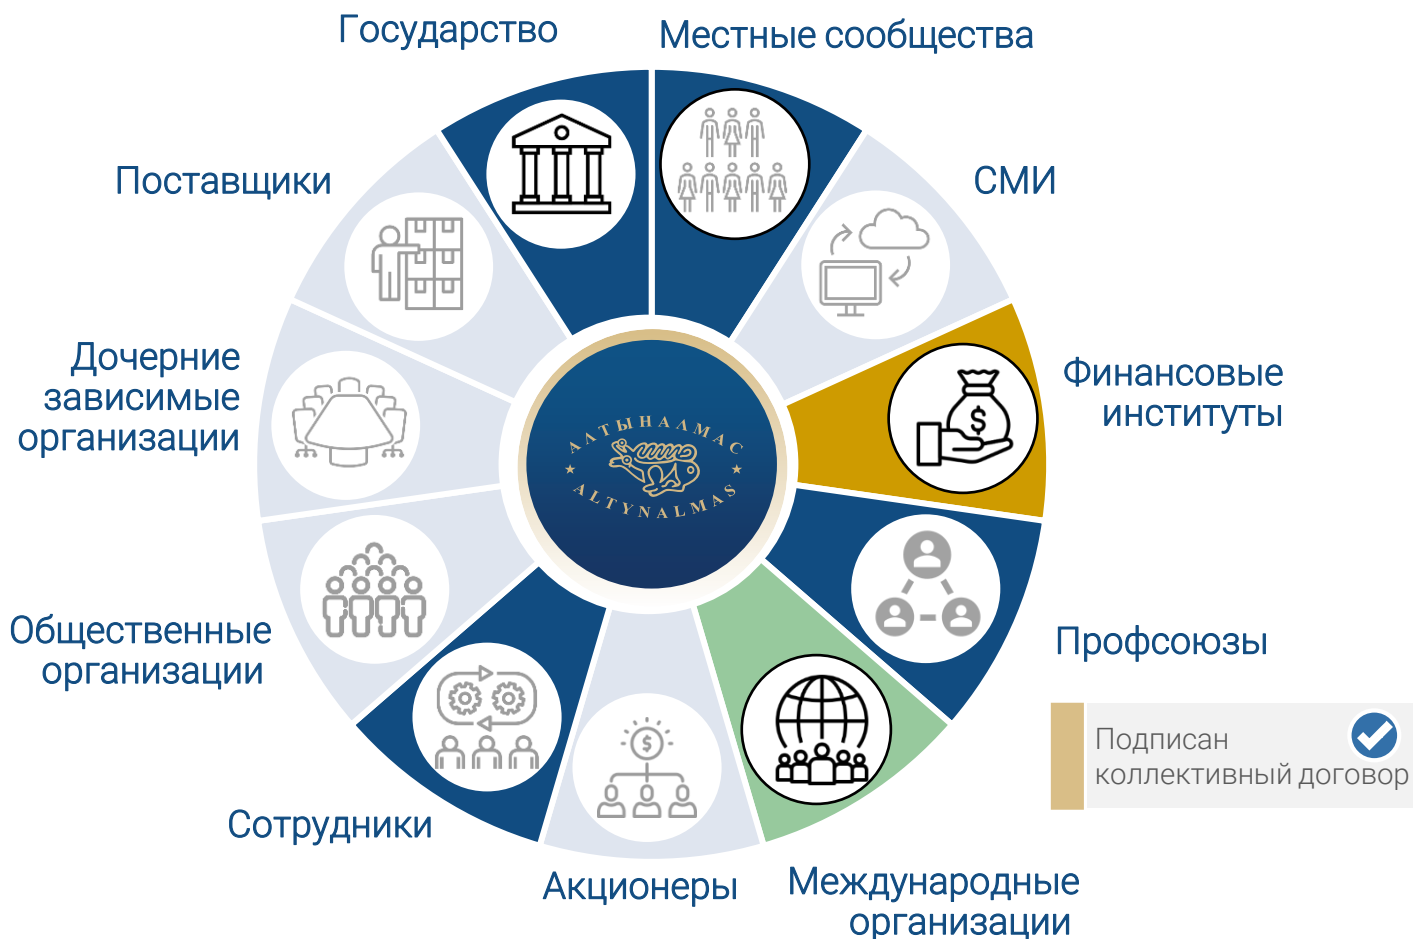 Государство
Местные сообщества
Поставщики
СМИ
Дочерние
зависимые
организации
Финансовые
институты
$
АЛТЫНАЛМАС
ALTYNALMAS
Общественные
организации
Профсоюзы
Подписан
коллективный договор
$
Сотрудники
Акционеры
Международные
организации